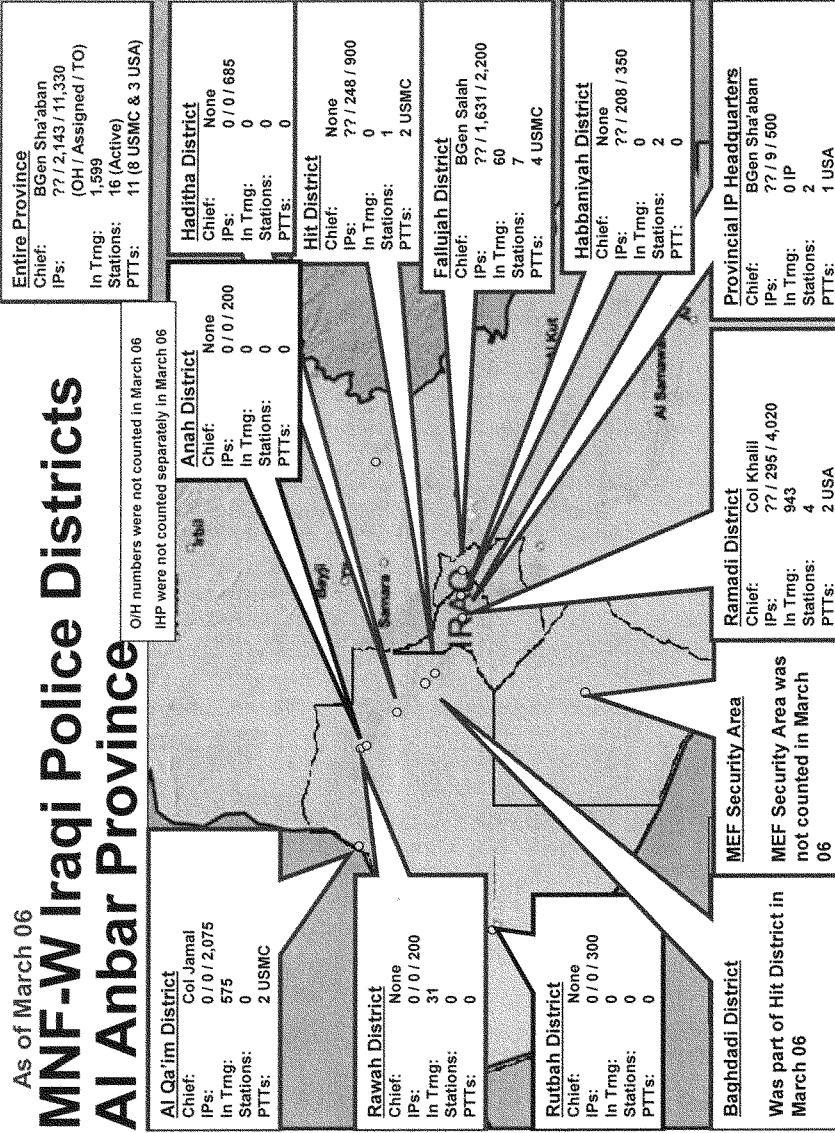 As of March 06
MNF-W Iraqi Police Districts
Al Anbar Province
O/H numbers were not counted in March 06
IHP were not counted separately in March 06
Entire Province
Chief: BGen Sha'aban
IPs: ?? / 2,143 / 11,330
(OH / Assigned / TO)
In Trng: 1,599
Stations: 16 (Active)
PTTs: 11 (8 USMC & 3 USA)
Al Qa'im District
Chief: Col Jamal
IPs: 0 / 0 / 2,075
In Trng: 575
Stations: 0
PTTs: 2 USMC
Anah District
Chief: None
IPs: 0 / 0 / 200
In Trng: 0
Stations: 0
PTTs: 0
Haditha District
Chief: None
IPs: 0 / 0 / 685
In Trng: 0
Stations: 0
PTTs: 0
Hit District
Chief: None
IPs: ?? / 248 / 900
In Trng: 0
Stations: 1
PTTs: 2 USMC
Rawah District
Chief: None
IPs: 0 / 0 / 200
In Trng: 31
Stations: 0
PTTs: 0
Fallujah District
Chief: BGen Salah
IPs: ?? / 1,631 / 2,200
In Trng: 60
Stations: 7
PTTs: 4 USMC
Rutbah District
Chief: None
IPs: 0 / 0 / 300
In Trng: 0
Stations: 0
PTTs: 0
Habbaniyah District
Chief: None
IPs: ?? / 208 / 350
In Trng: 0
Stations: 2
PTT: 0
Baghdadi District
Was part of Hit District in
March 06
MEF Security Area
MEF Security Area was
not counted in March
06
Ramadi District
Chief: Col Khalil
IPs: ?? / 295 / 4,020
In Trng: 943
Stations: 4
PTTs: 2 USA
Provincial IP Headquarters
Chief: BGen Sha'aban
IPs: ?? / 9 / 500
In Trng: 0 IP
Stations: 2
PTTs: 1 USA
Irbil
Bayji
Samara
IRAQ
Al Kut
Al Samawa